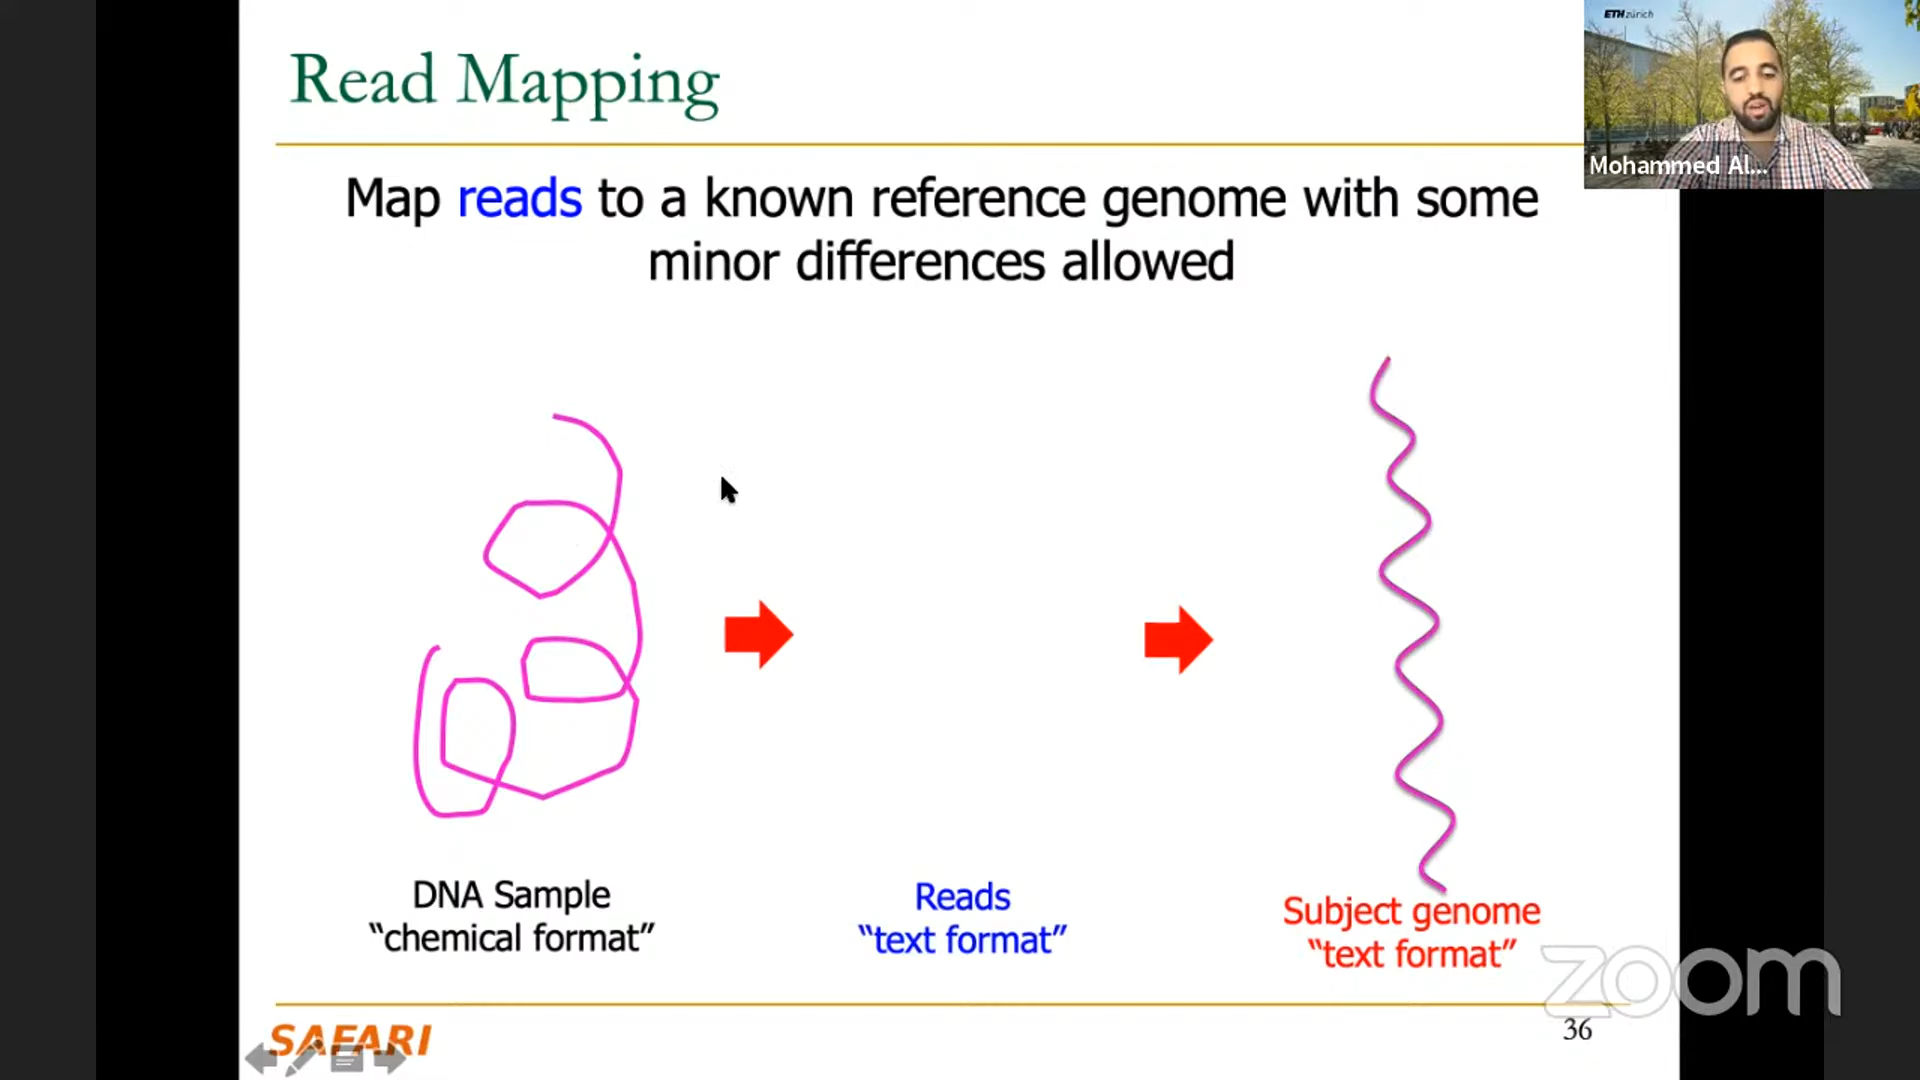 Read Mapping
ETH zürich
Mohammed Al...
Map reads to a known reference genome with some
minor differences allowed
DNA Sample
“chemical format”
Reads
“text format”
Subject genome
“text format”
zoom
SAFARI
36